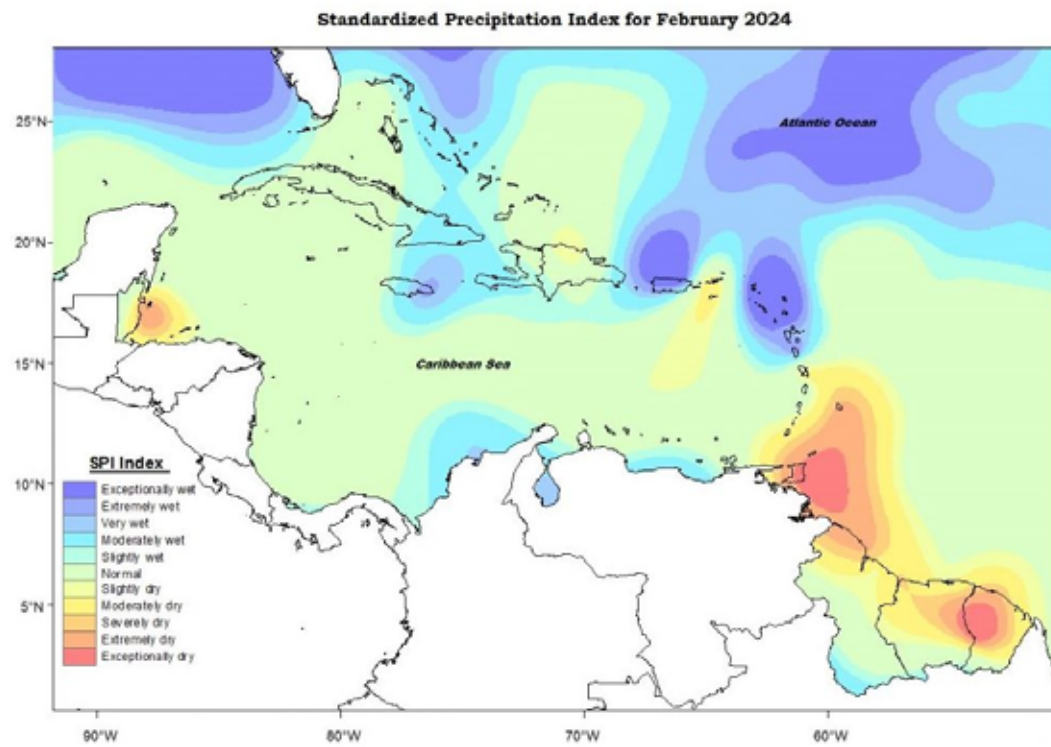 Standardized Precipitation Index for February 2024
25°N
Atlantic Ocean
20°N
15°N
Caribbean Sea
SPI Index
10°N
Exceptionally wet
Extremely wet
Very wet
Moderately wet
Slightly wet
Normal
Slightly dry
Moderately dry
5°N
Severely dry
Extremely dry
Exceptionally dry
90°W 80°W 70°W 60°W